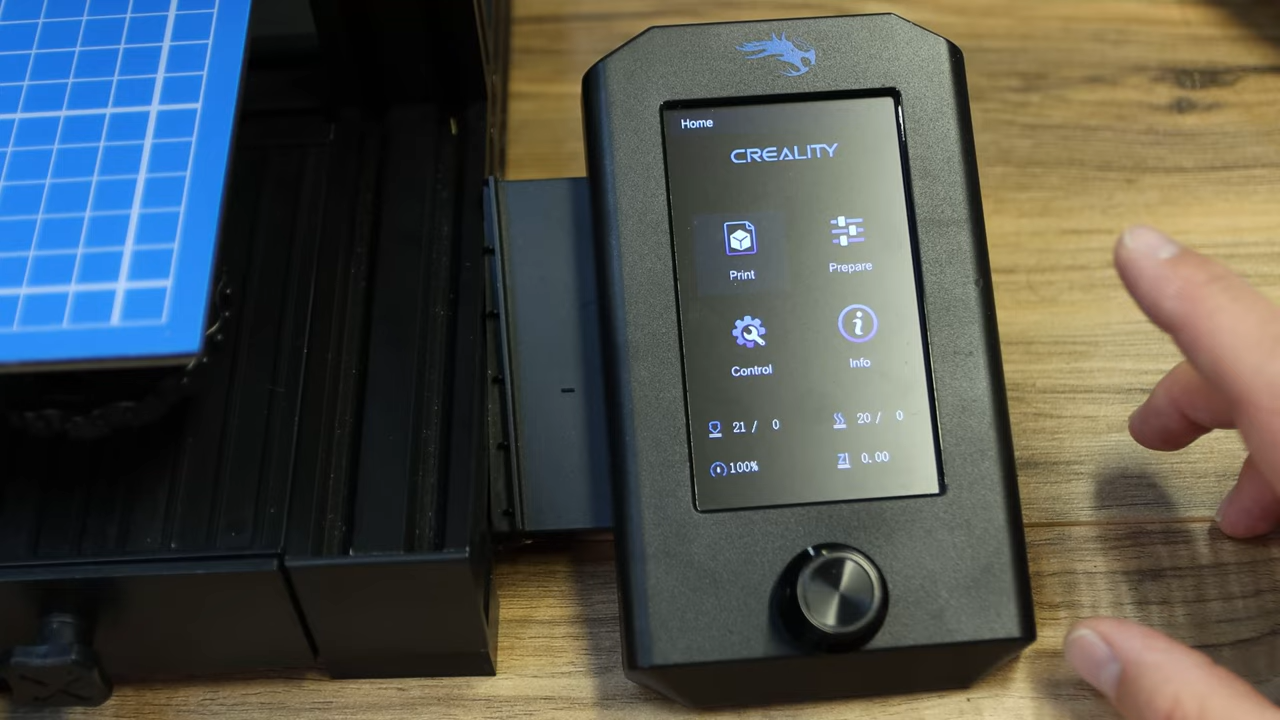 Home
CREALITY
Print
Prepare
Control
Info
21 / 0
20 / 0
100%
Z 0.00